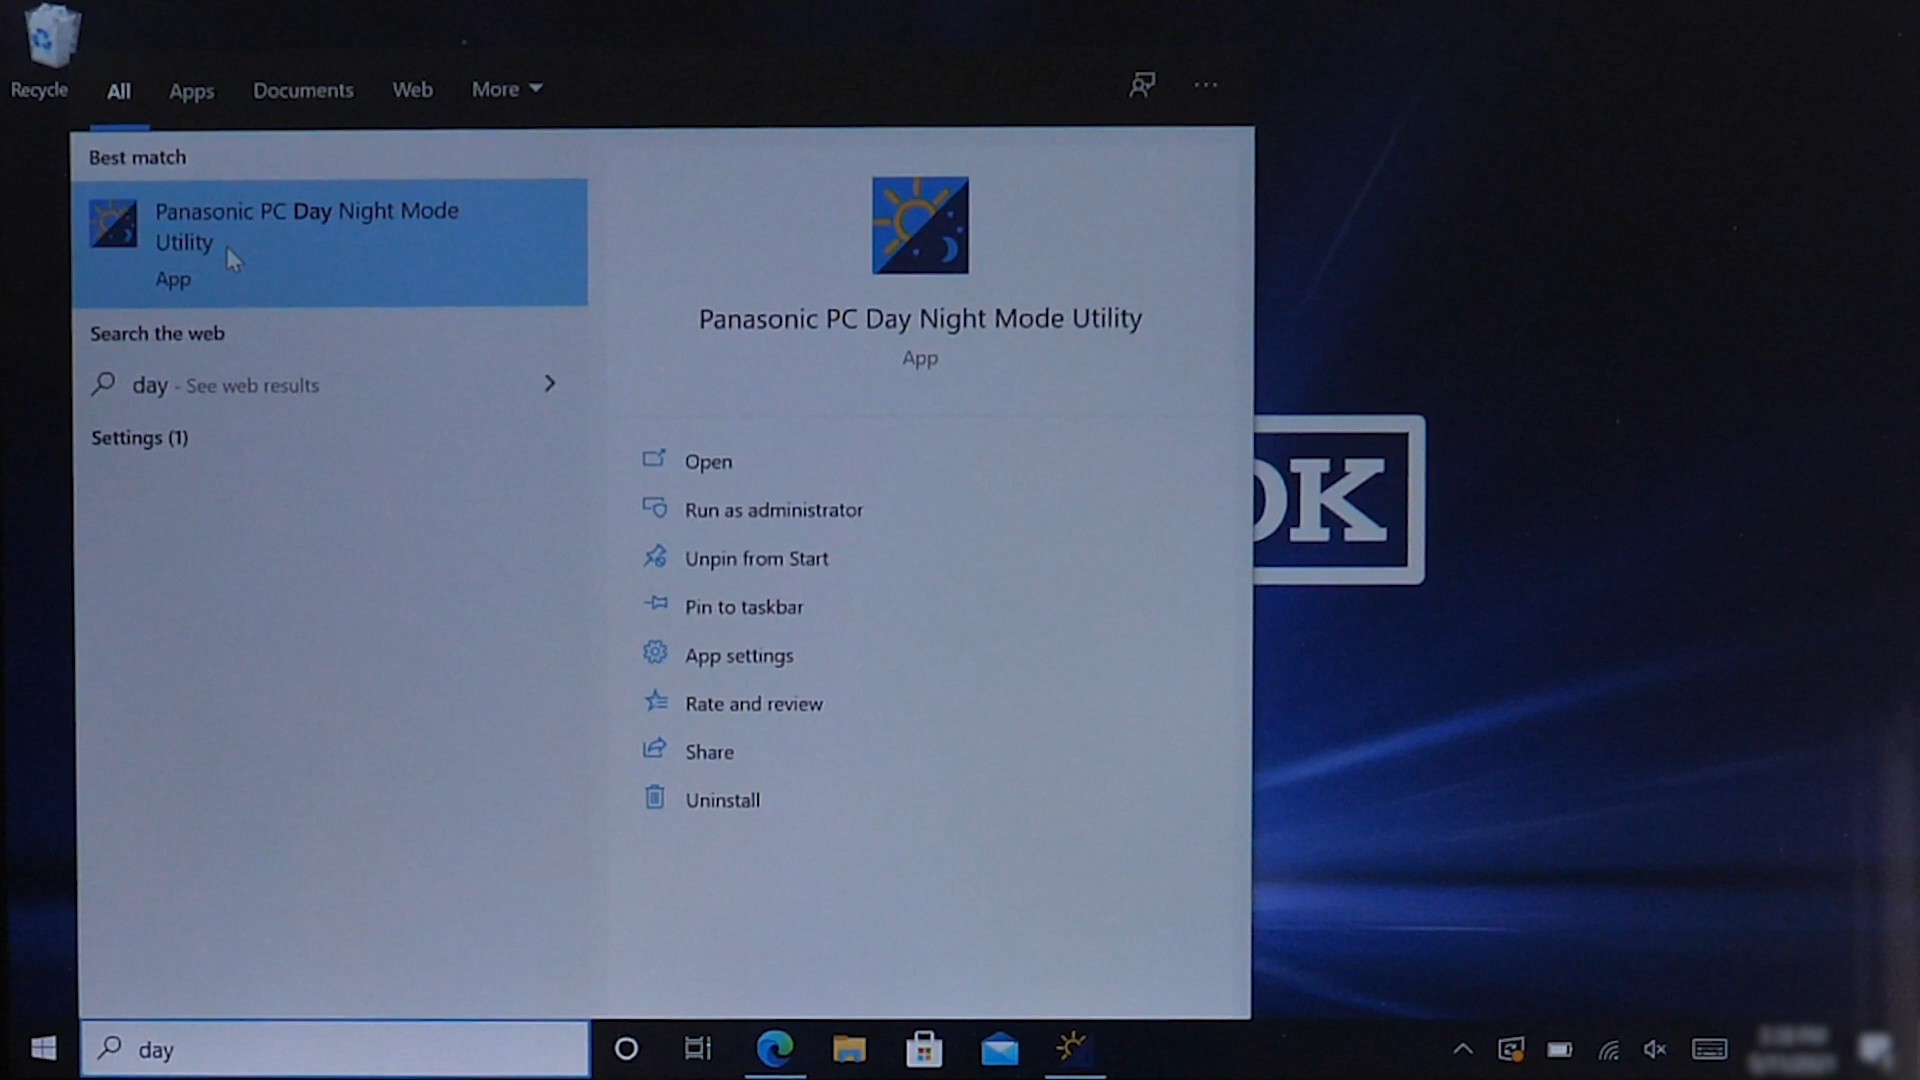 Recycle
All Apps Documents Web More
Best match
Panasonic PC Day Night Mode
Utility
App
Search the web
day - See web results
Settings (1)
Panasonic PC Day Night Mode Utility
App
Open
Run as administrator
Unpin from Start
Pin to taskbar
App settings
Rate and review
Share
Uninstall
OK
day